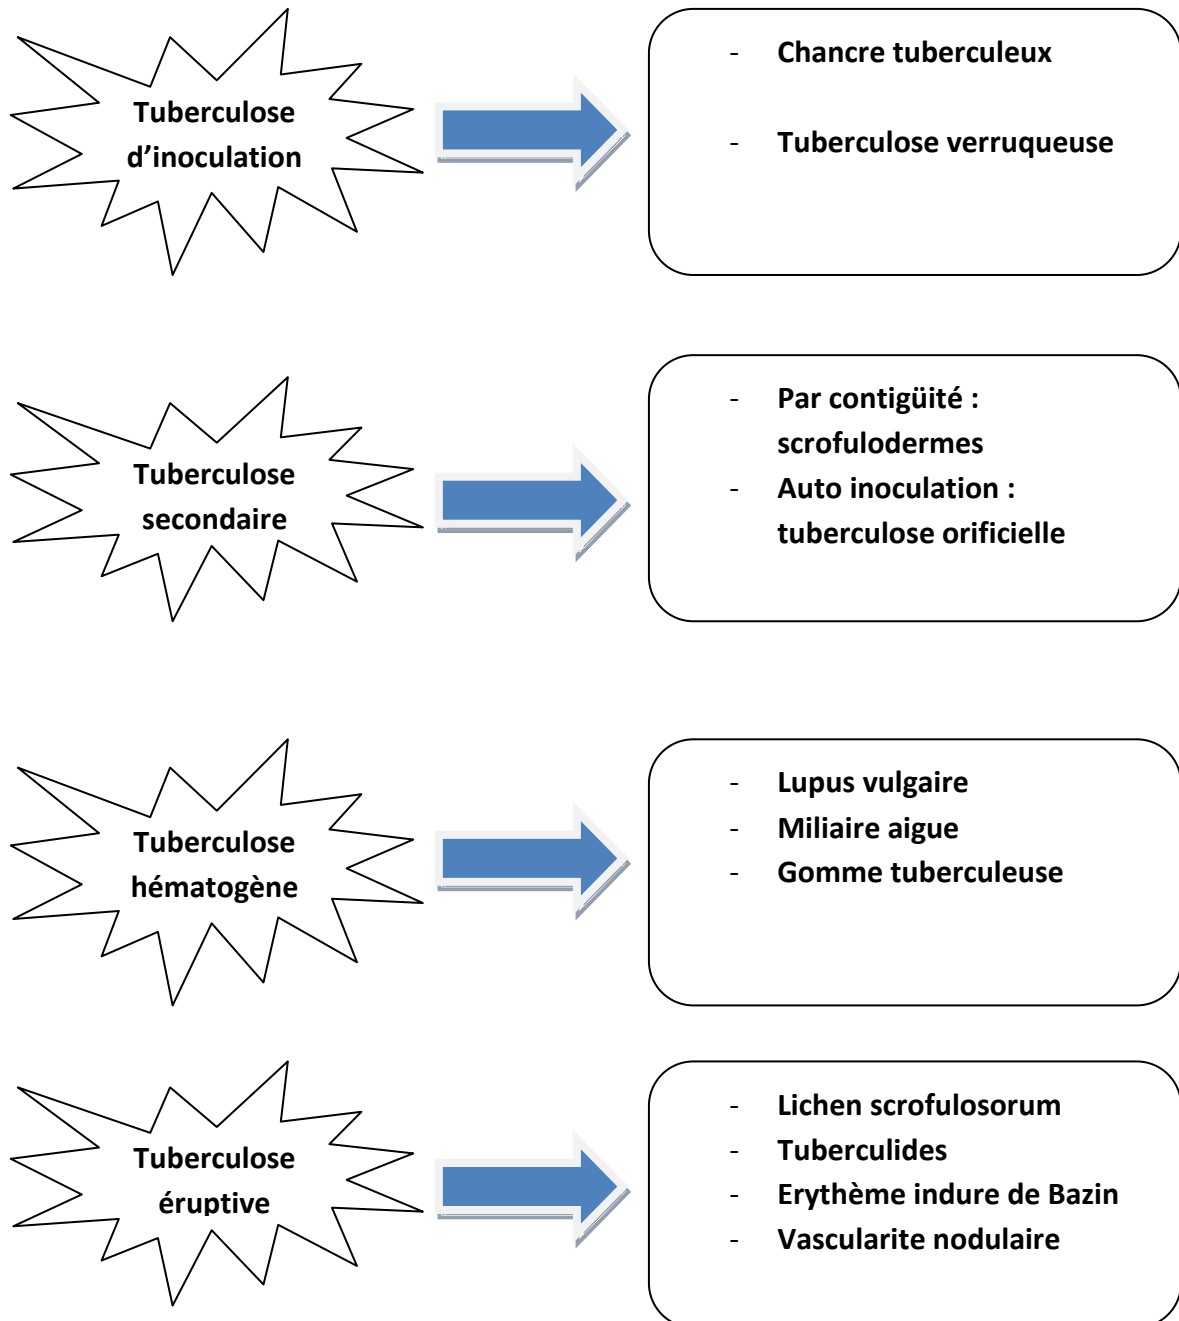 Tuberculose
d’inoculation
- Chancre tuberculeux
- Tuberculose verruqueuse
Tuberculose
secondaire
- Par contigüité :
scrofulodermes
- Auto inoculation :
tuberculose orificielle
Tuberculose
hématogène
- Lupus vulgaire
- Miliaire aigue
- Gomme tuberculeuse
Tuberculose
éruptive
- Lichen scrofulosorum
- Tuberculides
- Erythème indure de Bazin
- Vascularite nodulaire